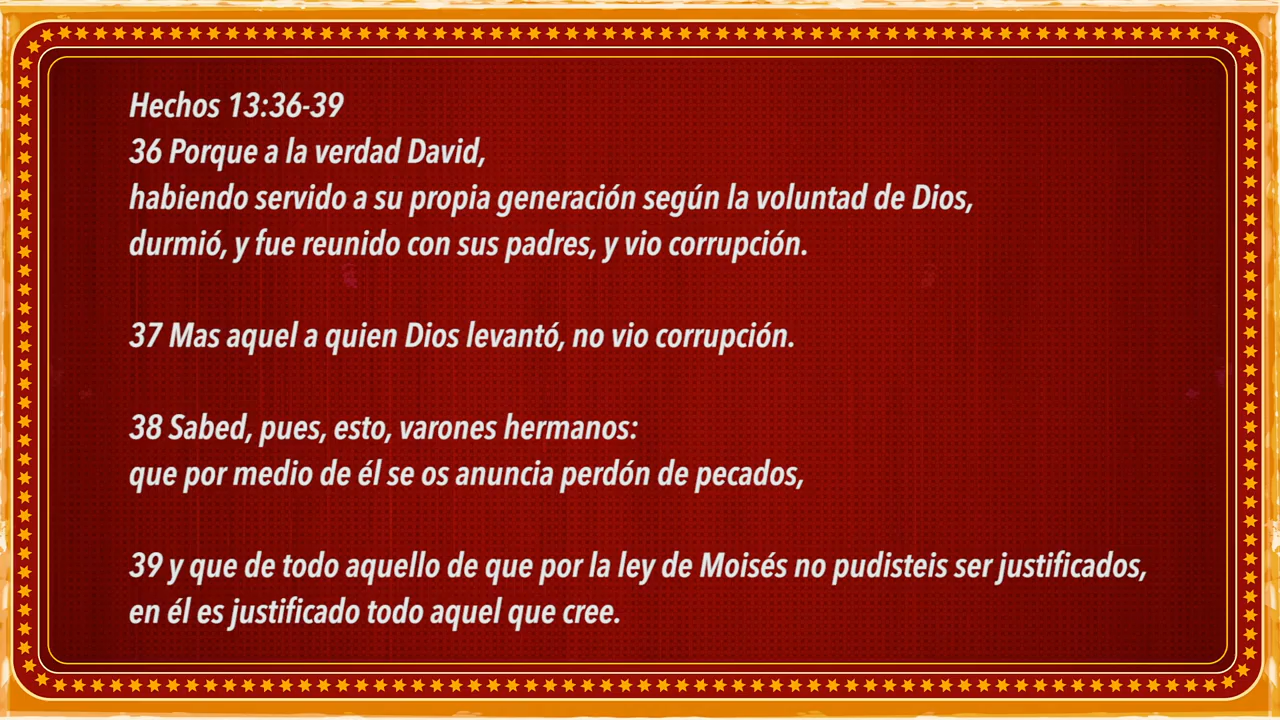 Hechos 13:36-39
36 Porque a la verdad David,
habiendo servido a su propia generación según la voluntad de Dios,
durmió, y fue reunido con sus padres, y vio corrupción.
37 Mas aquel a quien Dios levantó, no vio corrupción.
38 Sabed, pues, esto, varones hermanos:
que por medio de él se os anuncia perdón de pecados,
39 y que de todo aquello de que por la ley de Moisés no pudisteis ser justificados,
en él es justificado todo aquel que cree.